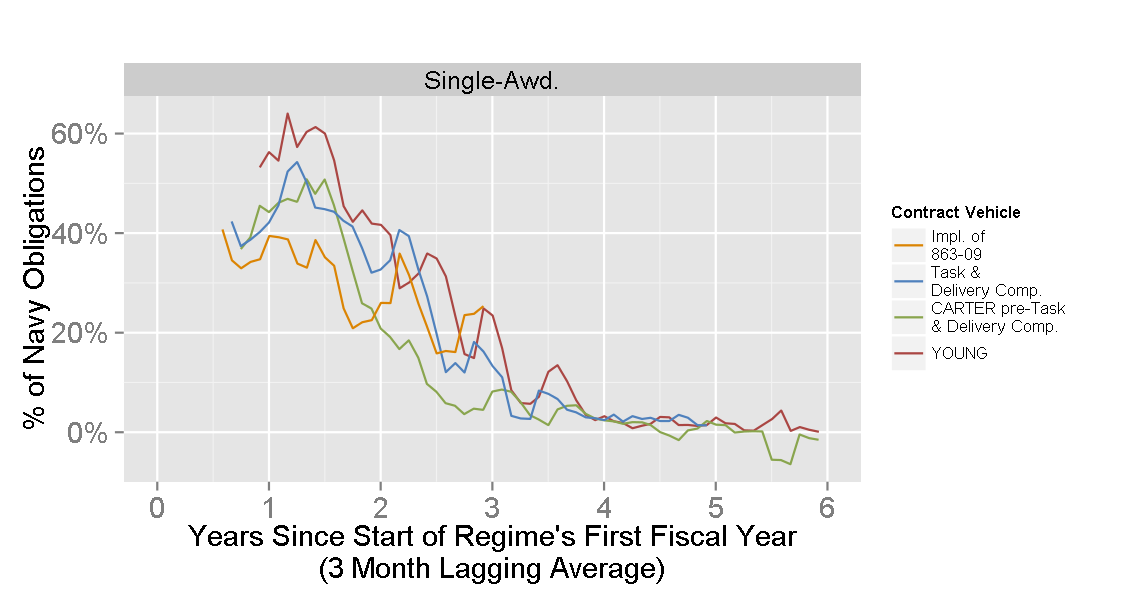 Single-Awd.
% of Navy Obligations
60%
40%
20%
0%
0 1 2 3 4 5 6
Years Since Start of Regime's First Fiscal Year
(3 Month Lagging Average)
Contract Vehicle
Impl. of
863-09
Task &
Delivery Comp.
CARTER pre-Task
& Delivery Comp.
YOUNG